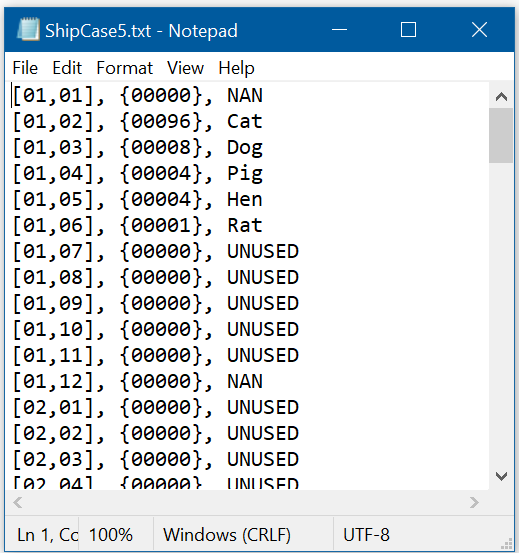 ShipCase5.txt - Notepad
File Edit Format View Help
[01,01], {00000}, NAN
[01,02], {00096}, Cat
[01,03], {00008}, Dog
[01,04], {00004}, Pig
[01,05], {00004}, Hen
[01,06], {00001}, Rat
[01,07], {00000}, UNUSED
[01,08], {00000}, UNUSED
[01,09], {00000}, UNUSED
[01,10], {00000}, UNUSED
[01,11], {00000}, UNUSED
[01,12], {00000}, NAN
[02,01], {00000}, UNUSED
[02,02], {00000}, UNUSED
[02,03], {00000}, UNUSED
[02,04], {00000}, UNUSED
Ln 1, Cc 100% Windows (CRLF) UTF-8